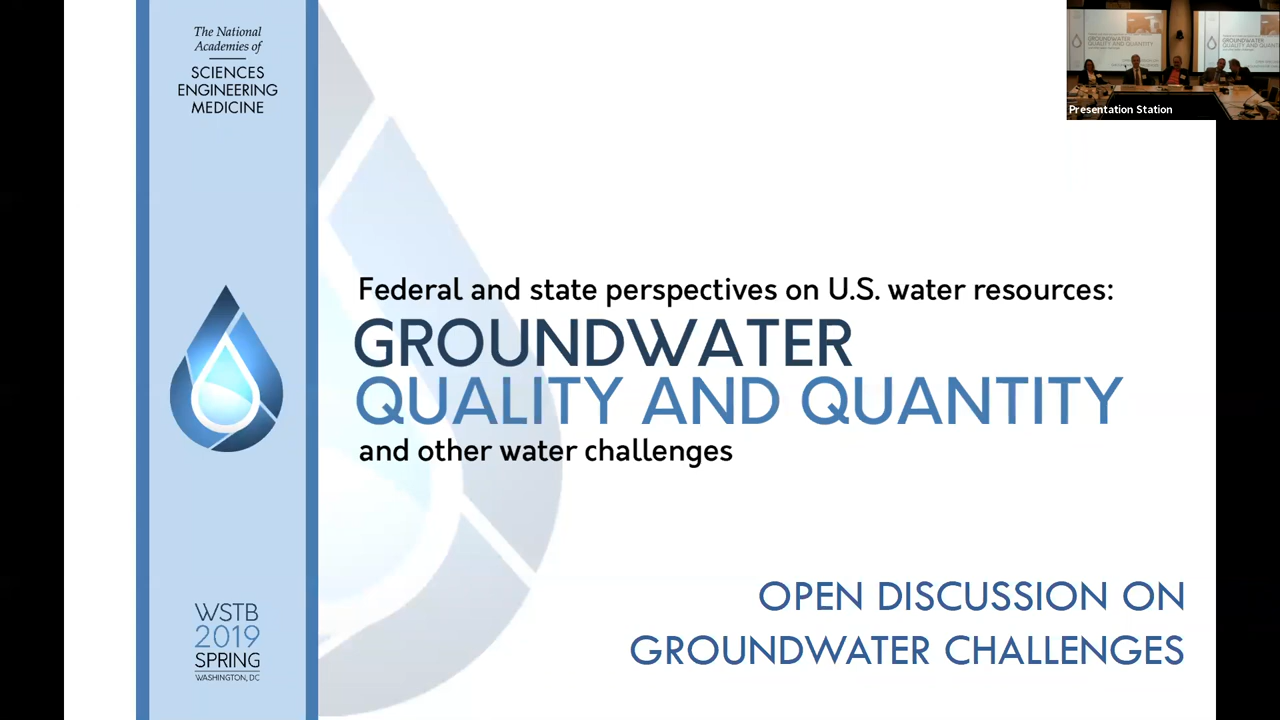 The National
Academies of
SCIENCES
ENGINEERING
MEDICINE
Presentation Station
Federal and state perspectives on U.S. water resources:
GROUNDWATER
QUALITY AND QUANTITY
and other water challenges
WSTB
2019
SPRING
WASHINGTON, DC
OPEN DISCUSSION ON
GROUNDWATER CHALLENGES